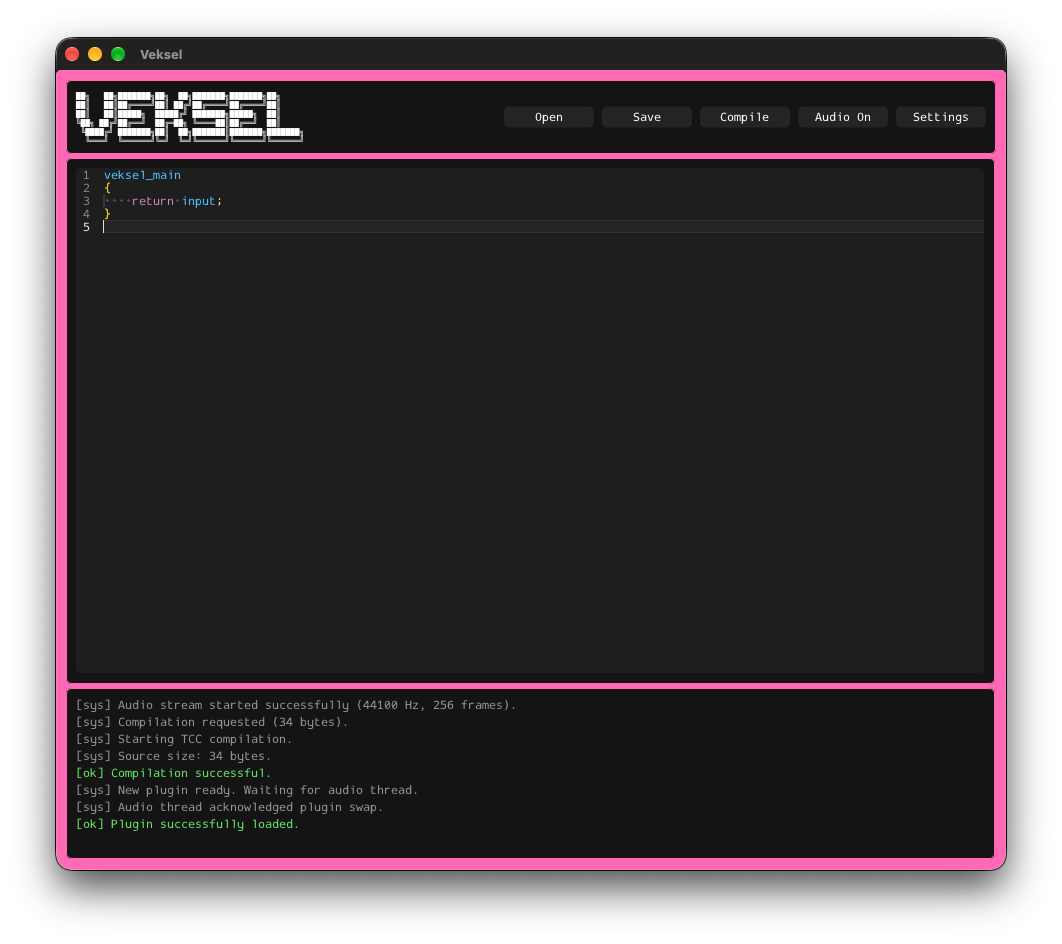 Veksel
VEKSEL
Open Save Compile Audio On Settings
1 veksel_main
2 {
3 ····return·input;
4 }
5
[sys] Audio stream started successfully (44100 Hz, 256 frames).
[sys] Compilation requested (34 bytes).
[sys] Starting TCC compilation.
[sys] Source size: 34 bytes.
[ok] Compilation successful.
[sys] New plugin ready. Waiting for audio thread.
[sys] Audio thread acknowledged plugin swap.
[ok] Plugin successfully loaded.